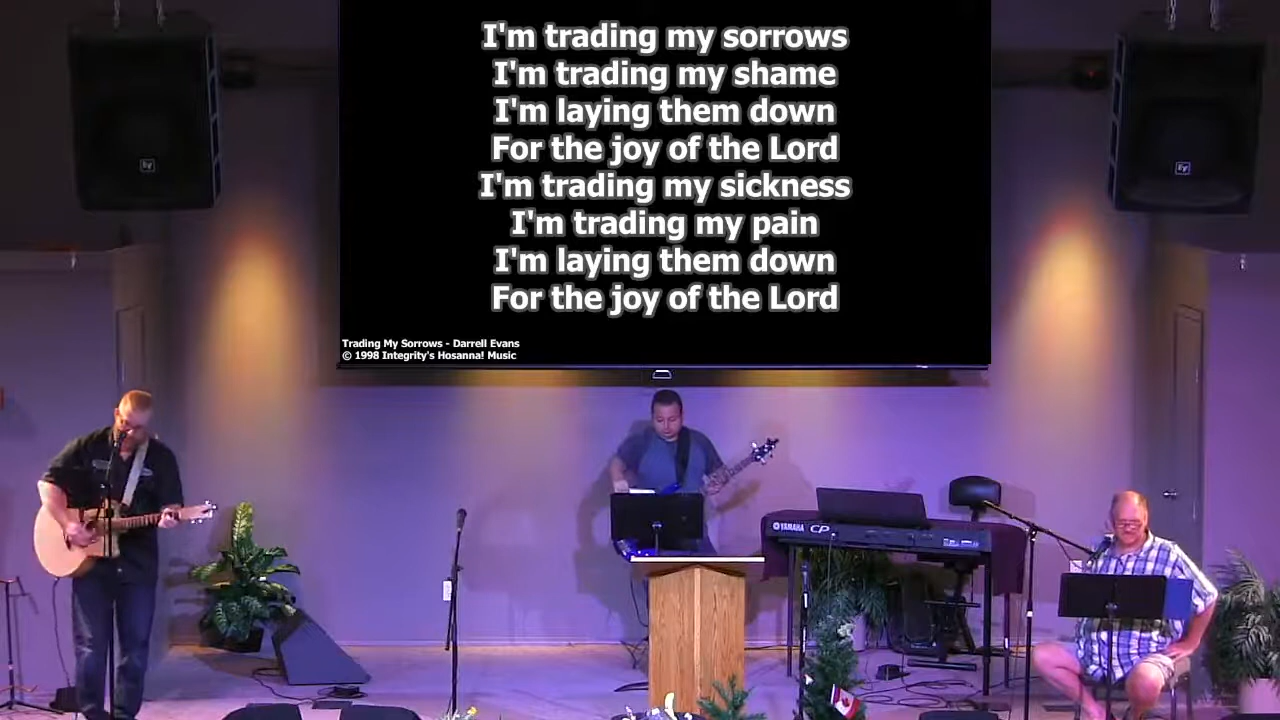 I'm trading my sorrows
I'm trading my shame
I'm laying them down
For the joy of the Lord
I'm trading my sickness
I'm trading my pain
I'm laying them down
For the joy of the Lord
Trading My Sorrows - Darrell Evans
© 1998 Integrity's Hosanna! Music
EV
EV
YAMAHA CP